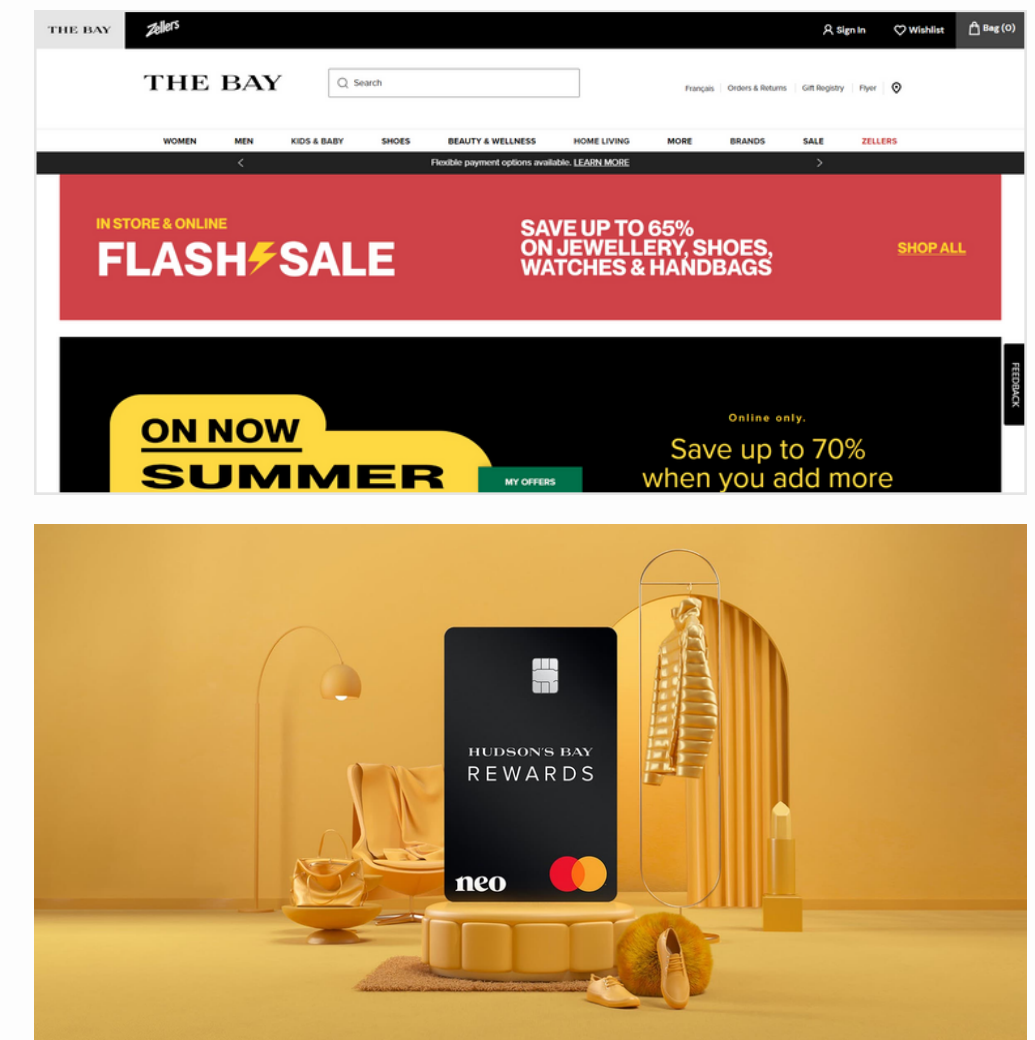 THE BAY
Zellers
Sign In
Wishlist
Bag (0)
THE BAY
Search
Français
Orders & Returns
Gift Registry
Flyer
WOMEN
MEN
KIDS & BABY
SHOES
BEAUTY & WELLNESS
HOME LIVING
MORE
BRANDS
SALE
ZELLERS
Flexible payment options available. LEARN MORE
IN STORE & ONLINE
FLASH SALE
SAVE UP TO 65%
ON JEWELLERY, SHOES,
WATCHES & HANDBAGS
SHOP ALL
FEEDBACK
ON NOW
SUMMER
MY OFFERS
Online only.
Save up to 70%
when you add more
HUDSON'S BAY
REWARDS
neo